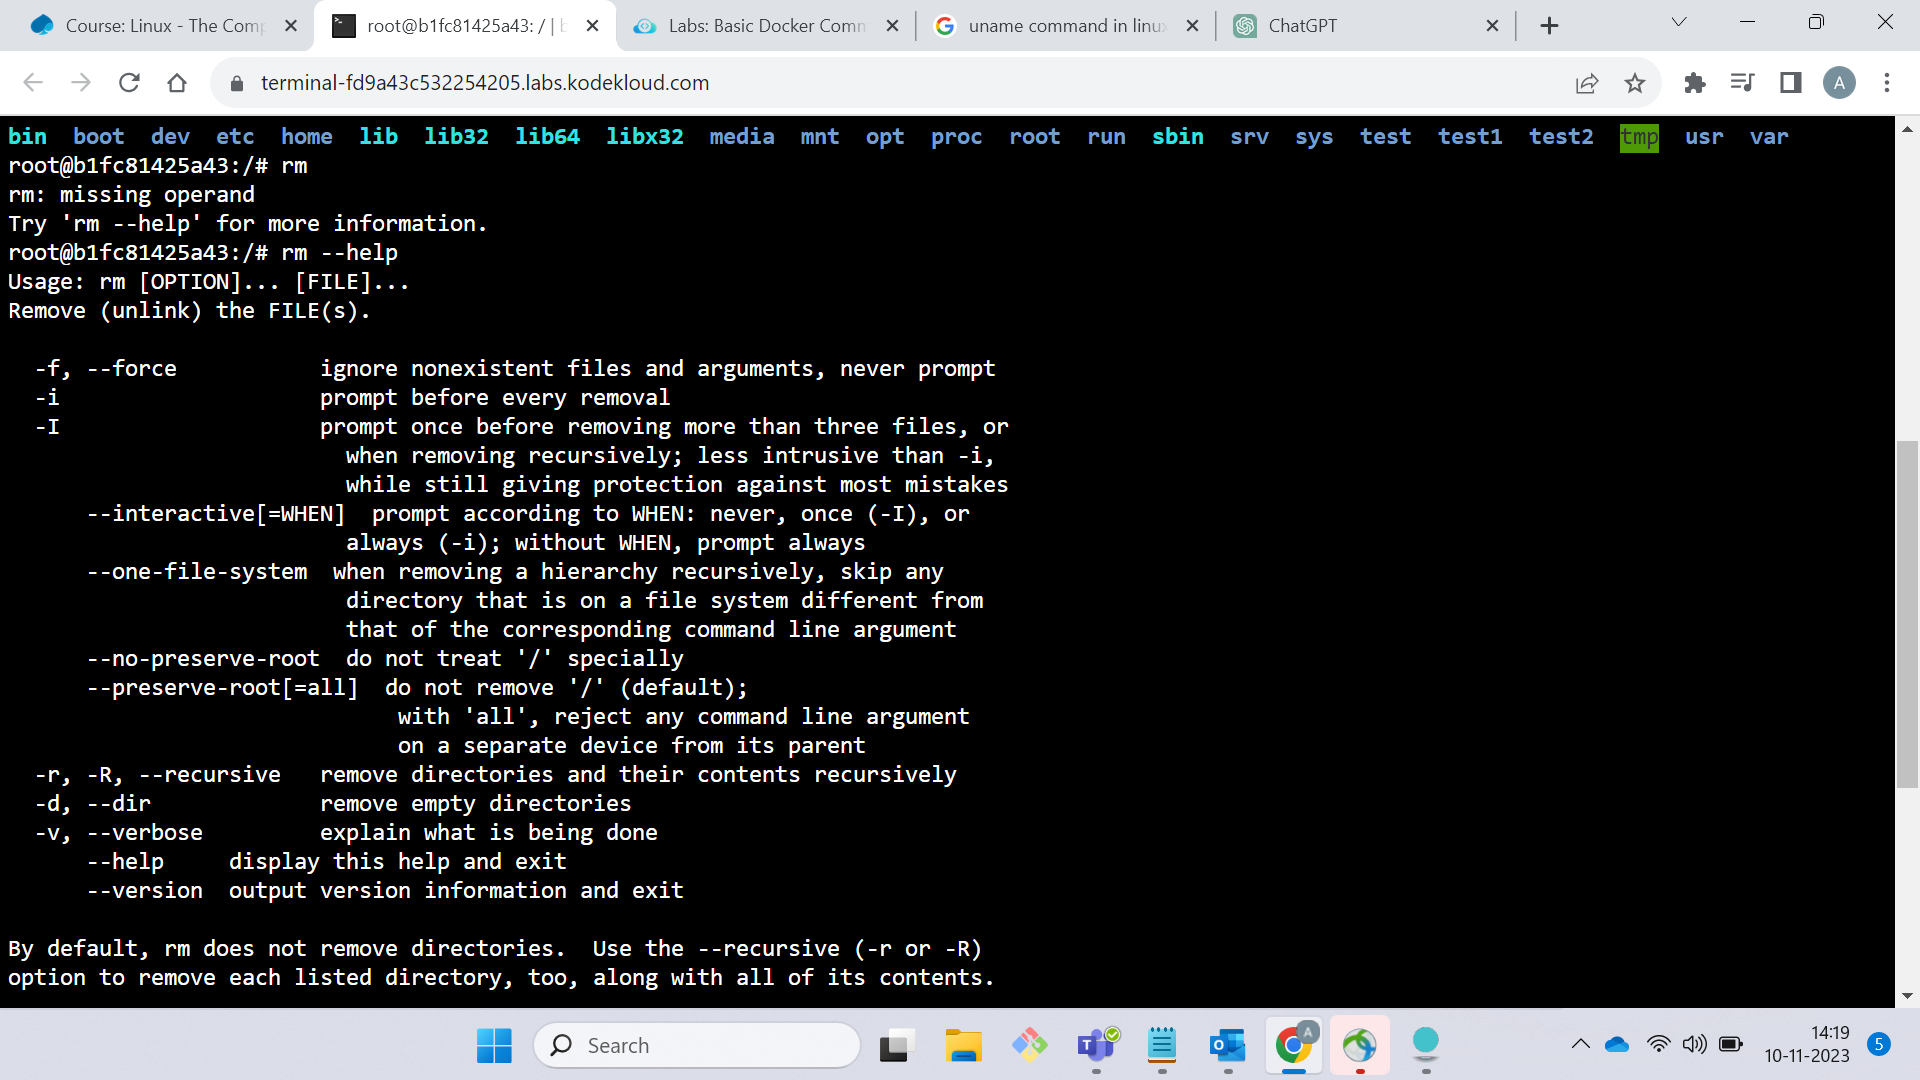 Course: Linux - The Comp
root@b1fc81425a43: / | b
Labs: Basic Docker Comm
uname command in linux
ChatGPT
terminal-fd9a43c532254205.labs.kodekloud.com
A
bin  boot  dev  etc  home  lib  lib32  lib64  libx32  media  mnt  opt  proc  root  run  sbin  srv  sys  test  test1  test2  tmp  usr  var
root@b1fc81425a43:/# rm
rm: missing operand
Try 'rm --help' for more information.
root@b1fc81425a43:/# rm --help
Usage: rm [OPTION]... [FILE]...
Remove (unlink) the FILE(s).

  -f, --force           ignore nonexistent files and arguments, never prompt
  -i                    prompt before every removal
  -I                    prompt once before removing more than three files, or
                          when removing recursively; less intrusive than -i,
                          while still giving protection against most mistakes
      --interactive[=WHEN]  prompt according to WHEN: never, once (-I), or
                          always (-i); without WHEN, prompt always
      --one-file-system  when removing a hierarchy recursively, skip any
                          directory that is on a file system different from
                          that of the corresponding command line argument
      --no-preserve-root  do not treat '/' specially
      --preserve-root[=all]  do not remove '/' (default);
                              with 'all', reject any command line argument
                              on a separate device from its parent
  -r, -R, --recursive   remove directories and their contents recursively
  -d, --dir             remove empty directories
  -v, --verbose         explain what is being done
      --help     display this help and exit
      --version  output version information and exit

By default, rm does not remove directories.  Use the --recursive (-r or -R)
option to remove each listed directory, too, along with all of its contents.
Search
T
O
A
14:19
10-11-2023
5